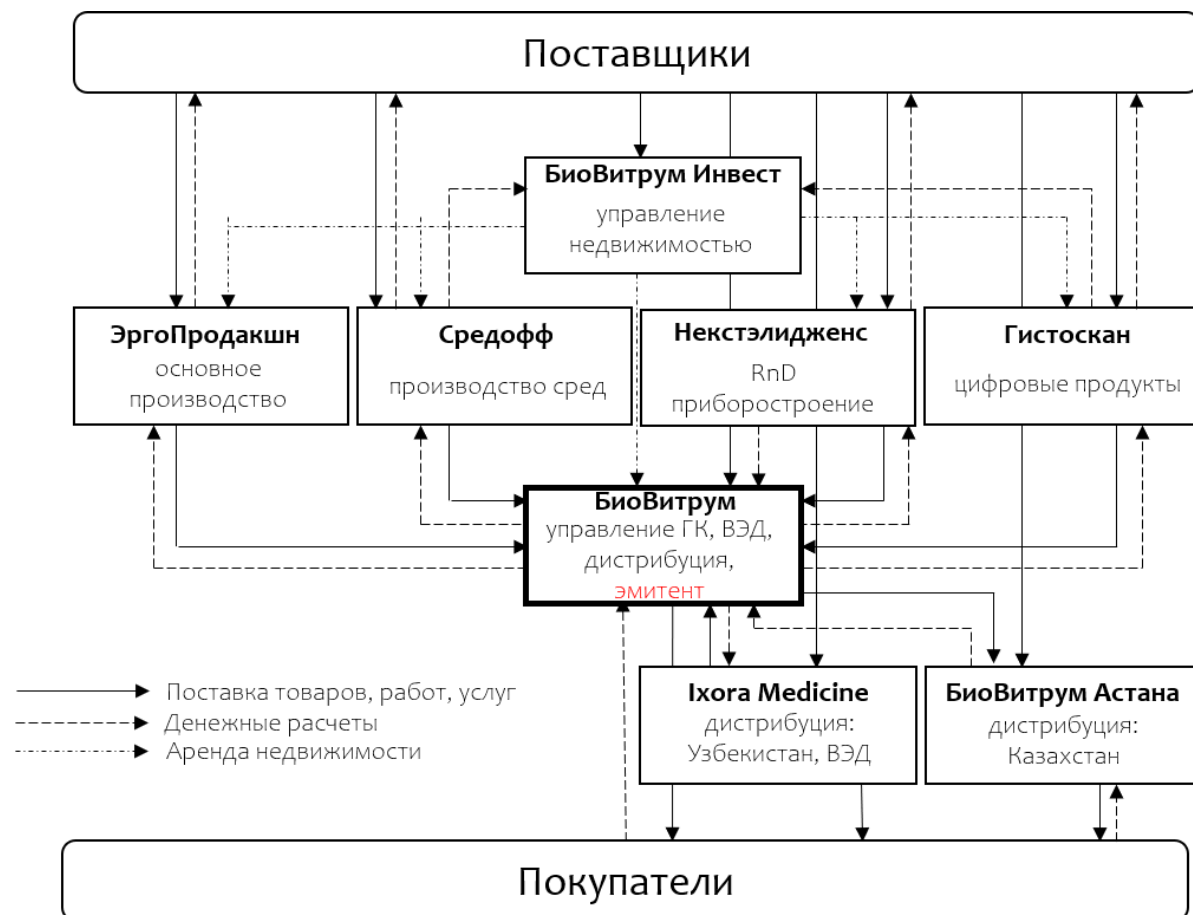 Поставщики
БиоВитрум Инвест
управление
недвижимостью
ЭргоПродакшн
основное
производство
Средофф
производство сред
Некстэлидженс
RnD
приборостроение
Гистоскан
цифровые продукты
БиоВитрум
управление ГК, ВЭД,
дистрибуция,
эмитент
Поставка товаров, работ, услуг
Денежные расчеты
Аренда недвижимости
Ixora Medicine
дистрибуция:
Узбекистан, ВЭД
БиоВитрум Астана
дистрибуция:
Казахстан
Покупатели